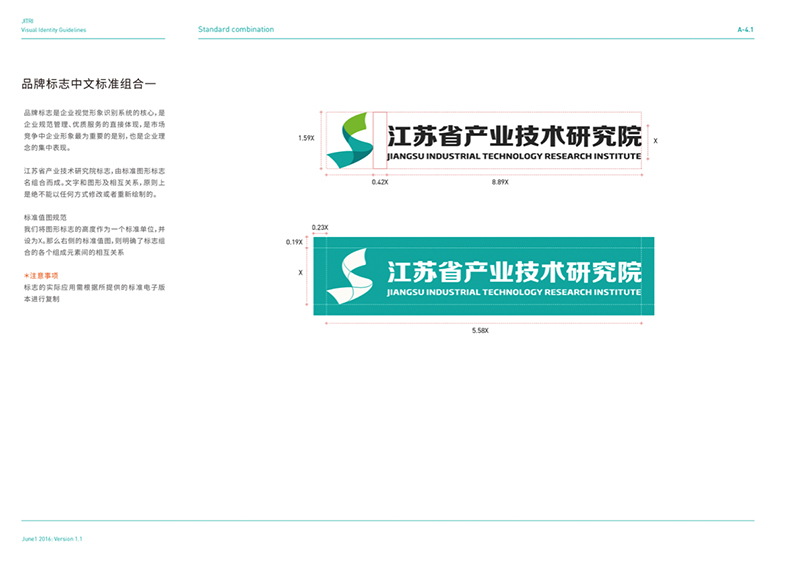 JITRI
Visual Identity Guidelines
Standard combination
A-4.1
品牌标志中文标准组合一
品牌标志是企业视觉形象识别系统的核心，是
企业规范管理、优质服务的直接体现，是市场
竞争中企业形象最为重要的是别，也是企业理
念的集中表现。
江苏省产业技术研究院标志，由标准图形标志
名组合而成。文字和图形及相互关系，原则上
是绝不能以任何方式修改或者重新绘制的。
标准值图规范
我们将图形标志的高度作为一个标准单位，并
设为X。那么右侧的标准值图，则明确了标志组
合的各个组成元素间的相互关系
*注意事项
标志的实际应用需根据所提供的标准电子版
本进行复制
1.59X
江苏省产业技术研究院
JIANGSU INDUSTRIAL TECHNOLOGY RESEARCH INSTITUTE
X
0.42X
8.89X
0.23X
0.19X
X
江苏省产业技术研究院
JIANGSU INDUSTRIAL TECHNOLOGY RESEARCH INSTITUTE
5.58X
June1 2016. Version 1.1